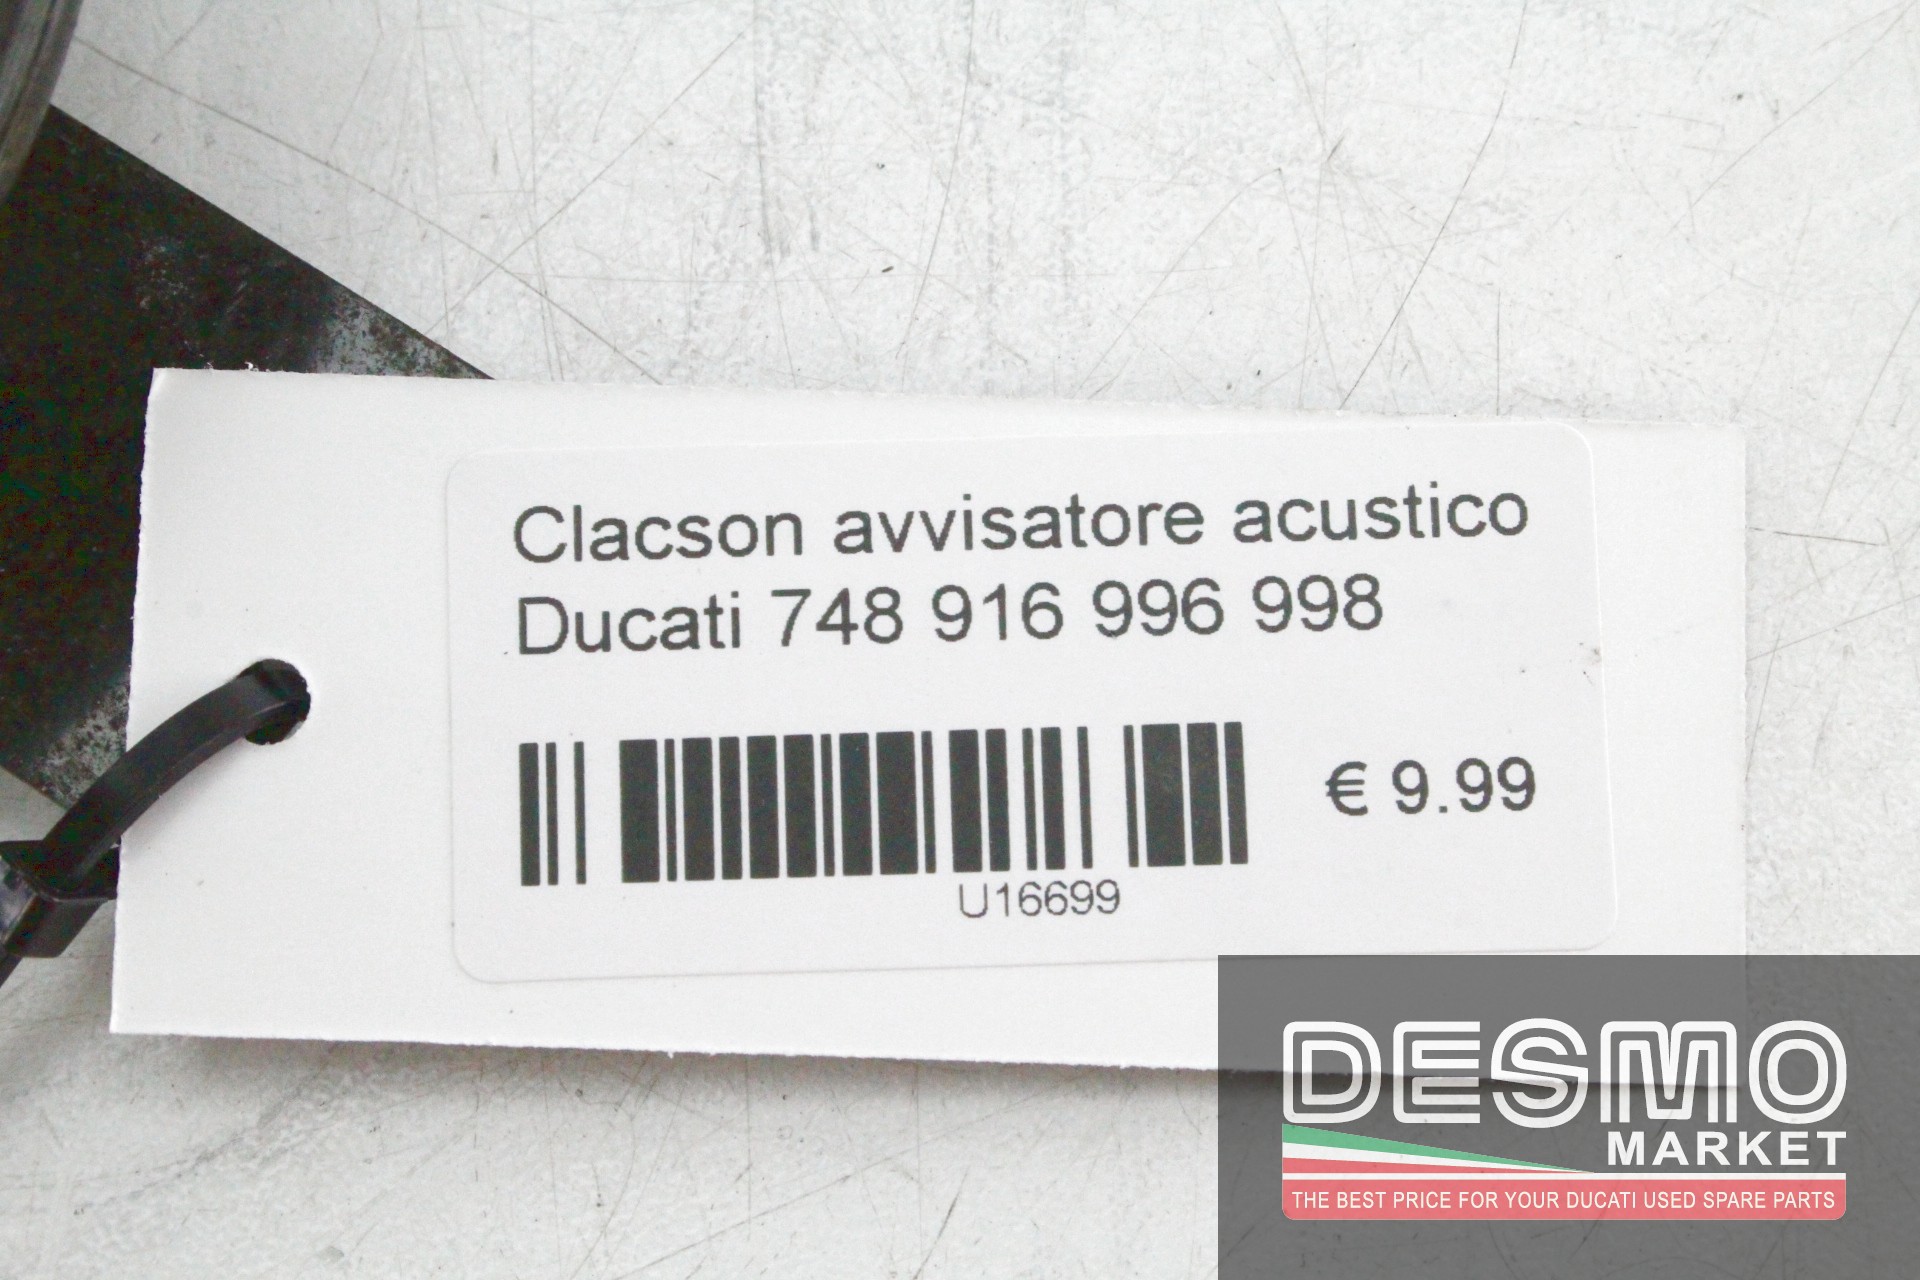 Clacson avvisatore acustico
Ducati 748 916 996 998
€ 9.99
U16699
DESMO
MARKET
THE BEST PRICE FOR YOUR DUCATI USED SPARE PARTS